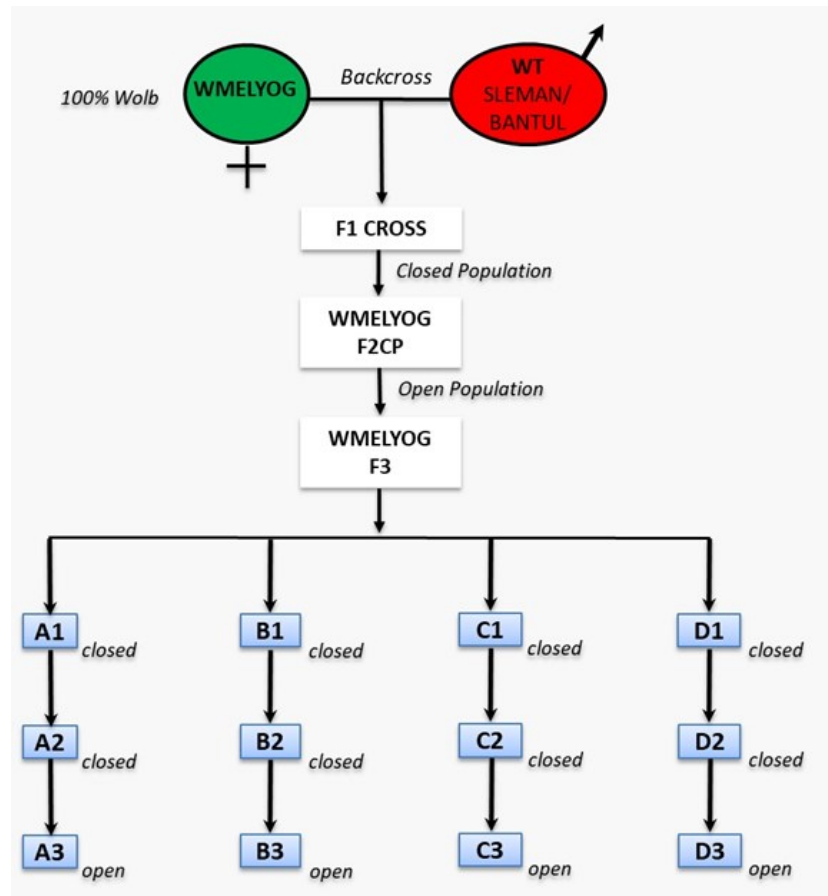 WMELYOG
100% Wolb
Backcross
WT
SLEMAN/
BANTUL
F1 CROSS
Closed Population
WMELYOG
F2CP
Open Population
WMELYOG
F3
A1
closed
B1
closed
C1
closed
D1
closed
A2
closed
B2
closed
C2
closed
D2
closed
A3
open
B3
open
C3
open
D3
open